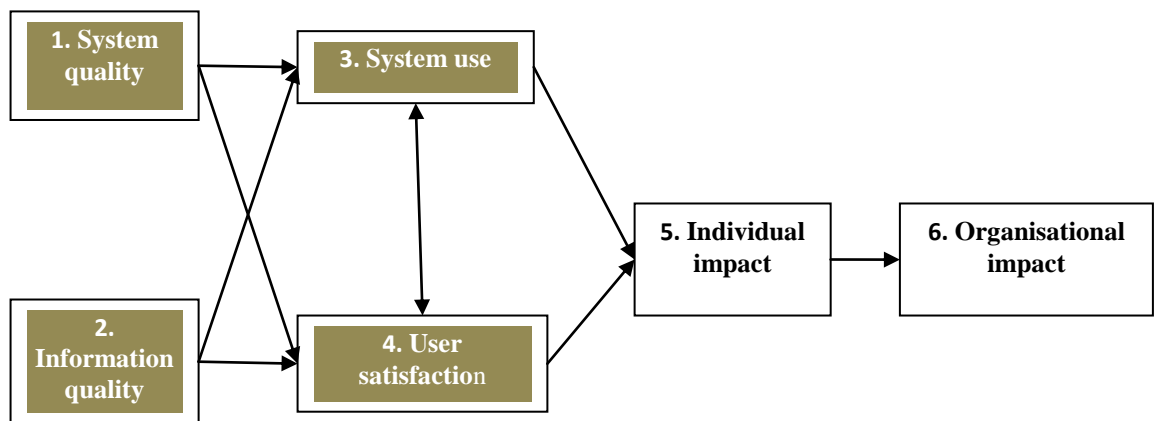 1. System
quality
3. System use
5. Individual
impact
6. Organisational
impact
2.
Information
quality
4. User
satisfaction